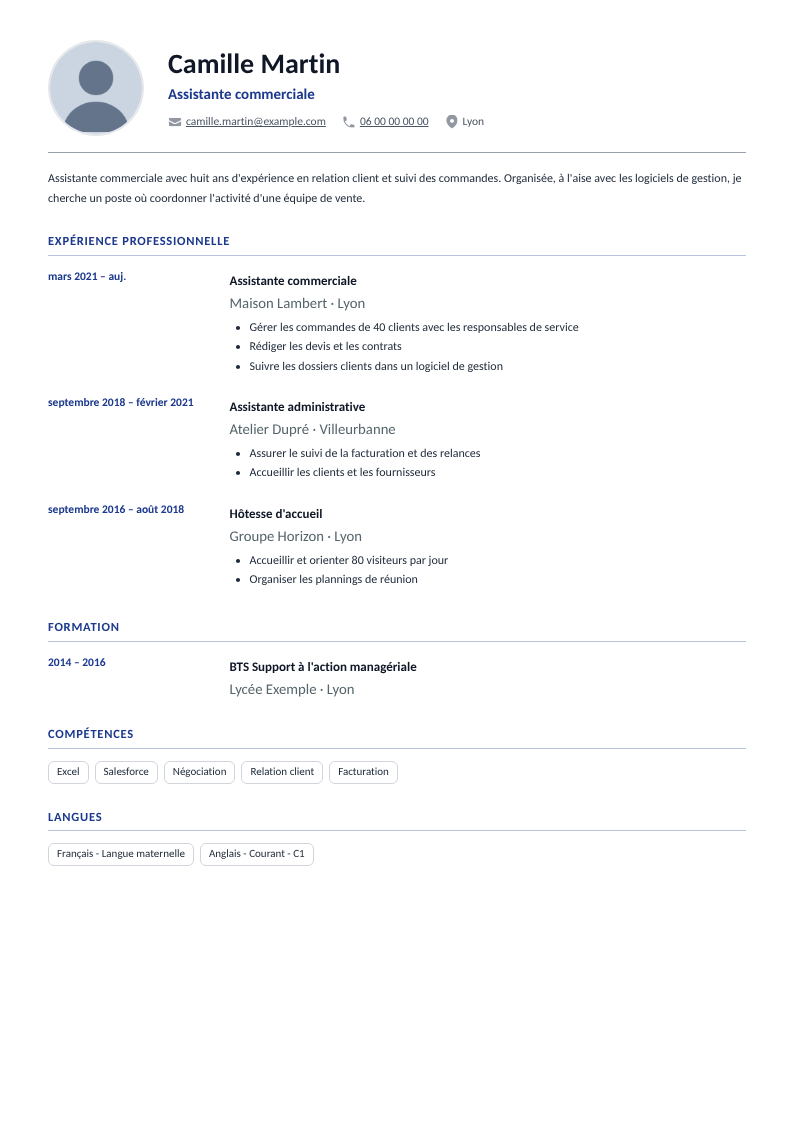 Camille Martin
Assistante commerciale
camille.martin@example.com 06 00 00 00 00 Lyon
Assistante commerciale avec huit ans d'expérience en relation client et suivi des commandes. Organisée, à l'aise avec les logiciels de gestion, je
cherche un poste où coordonner l'activité d'une équipe de vente.
EXPÉRIENCE PROFESSIONNELLE
mars 2021 – auj.
Assistante commerciale
Maison Lambert · Lyon
• Gérer les commandes de 40 clients avec les responsables de service
• Rédiger les devis et les contrats
• Suivre les dossiers clients dans un logiciel de gestion
septembre 2018 – février 2021
Assistante administrative
Atelier Dupré · Villeurbanne
• Assurer le suivi de la facturation et des relances
• Accueillir les clients et les fournisseurs
septembre 2016 – août 2018
Hôtesse d'accueil
Groupe Horizon · Lyon
• Accueillir et orienter 80 visiteurs par jour
• Organiser les plannings de réunion
FORMATION
2014 – 2016
BTS Support à l'action managériale
Lycée Exemple · Lyon
COMPÉTENCES
Excel Salesforce Négociation Relation client Facturation
LANGUES
Français - Langue maternelle Anglais - Courant - C1